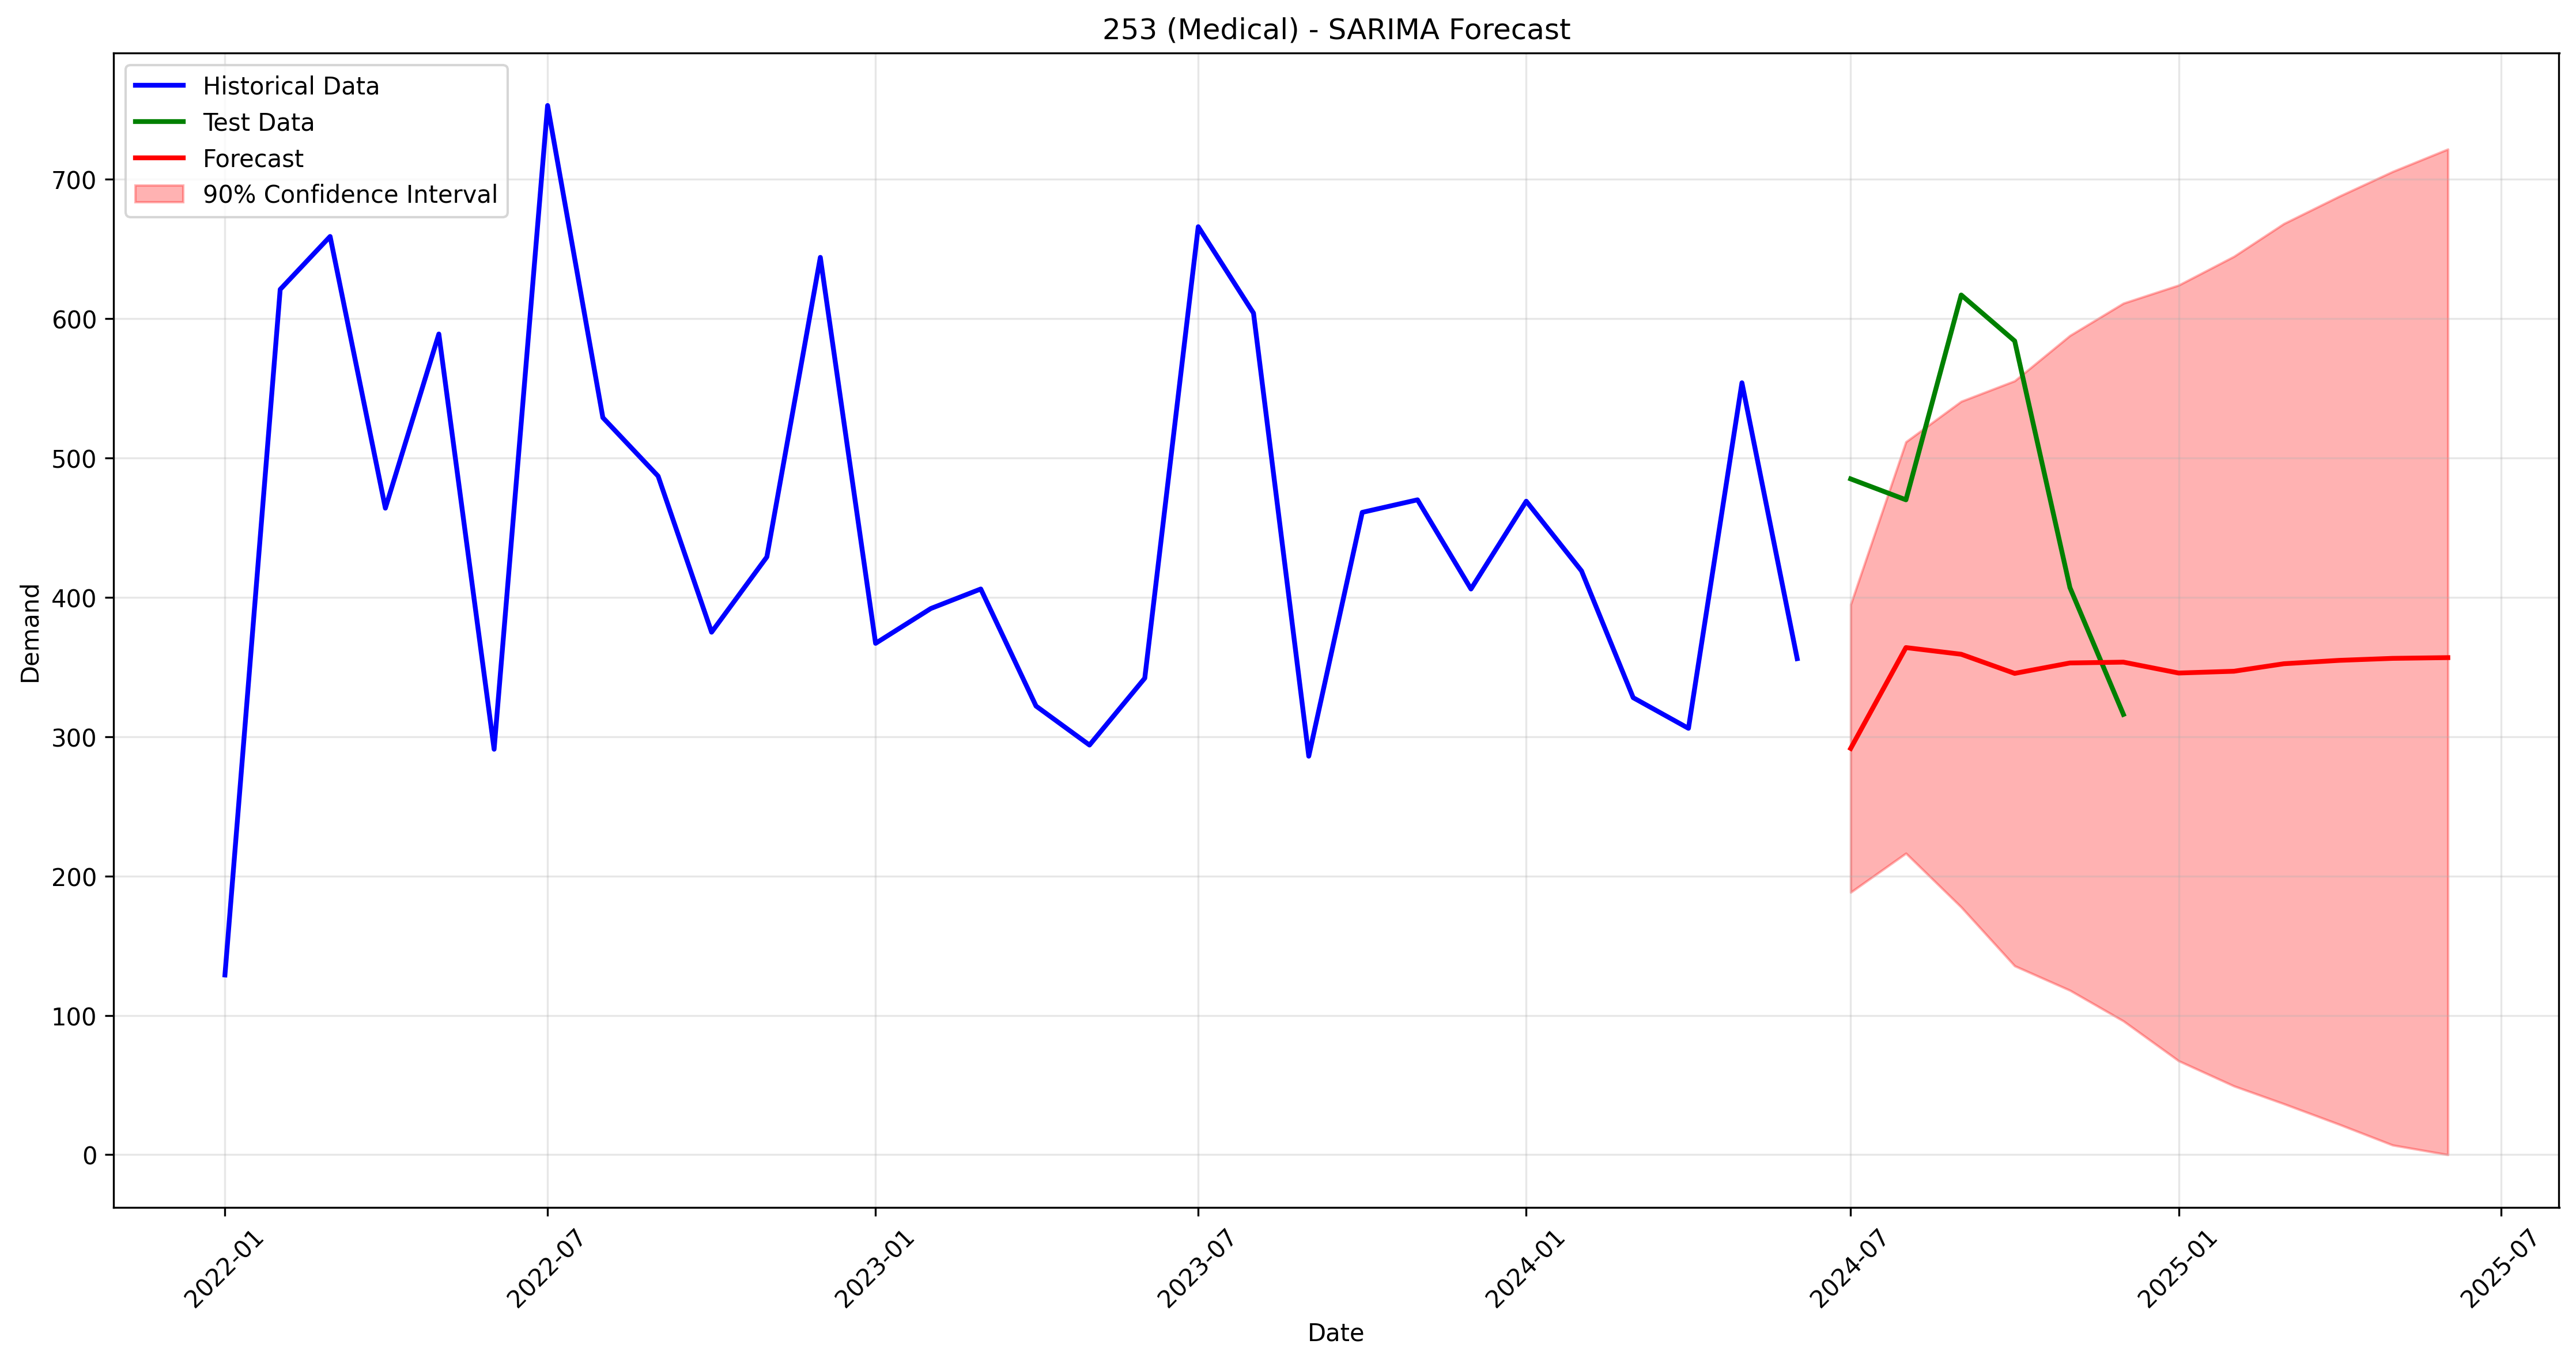 253 (Medical) - SARIMA Forecast
Historical Data
Test Data
Forecast
90% Confidence Interval
Demand
700
600
500
400
300
200
100
0
2022-01
2022-07
2023-01
2023-07
2024-01
2024-07
2025-01
2025-07
Date